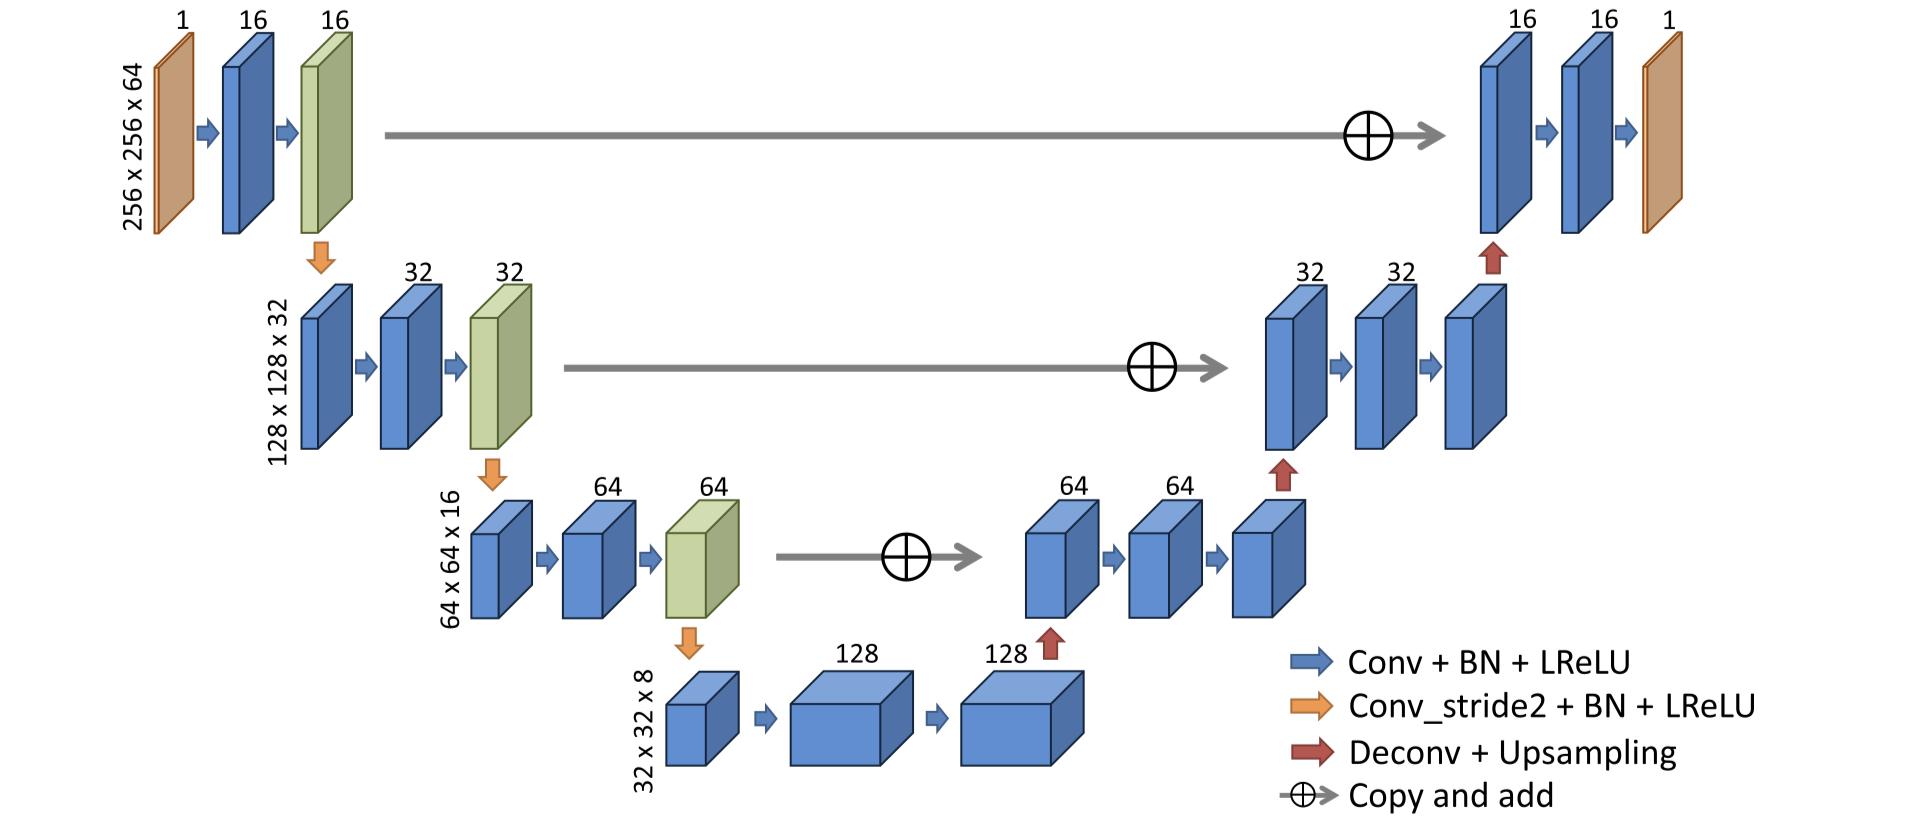 1
16
16
16
16
1
256 x 256 x 64
32
32
32
32
128 x 128 x 32
64
64
64
64
64 x 64 x 16
128
128
32 x 32 x 8
Conv + BN + LReLU
Conv_stride2 + BN + LReLU
Deconv + Upsampling
Copy and add